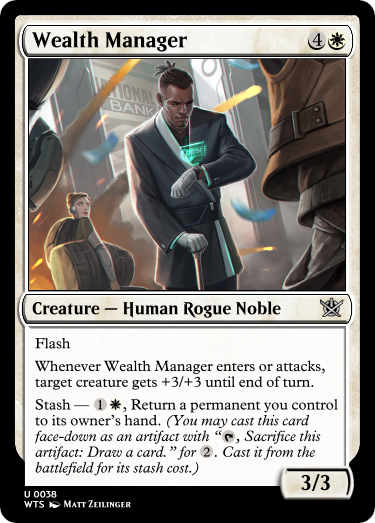 Wealth Manager 4
NATIONAL
BANK
Creature — Human Rogue Noble
Flash
Whenever Wealth Manager enters or attacks,
target creature gets +3/+3 until end of turn.
Stash — 1, Return a permanent you control
to its owner's hand. (You may cast this card
face-down as an artifact with “, Sacrifice this
artifact: Draw a card.” for 2. Cast it from the
battlefield for its stash cost.)
3/3
U 0038
WTS Matt Zeilinger